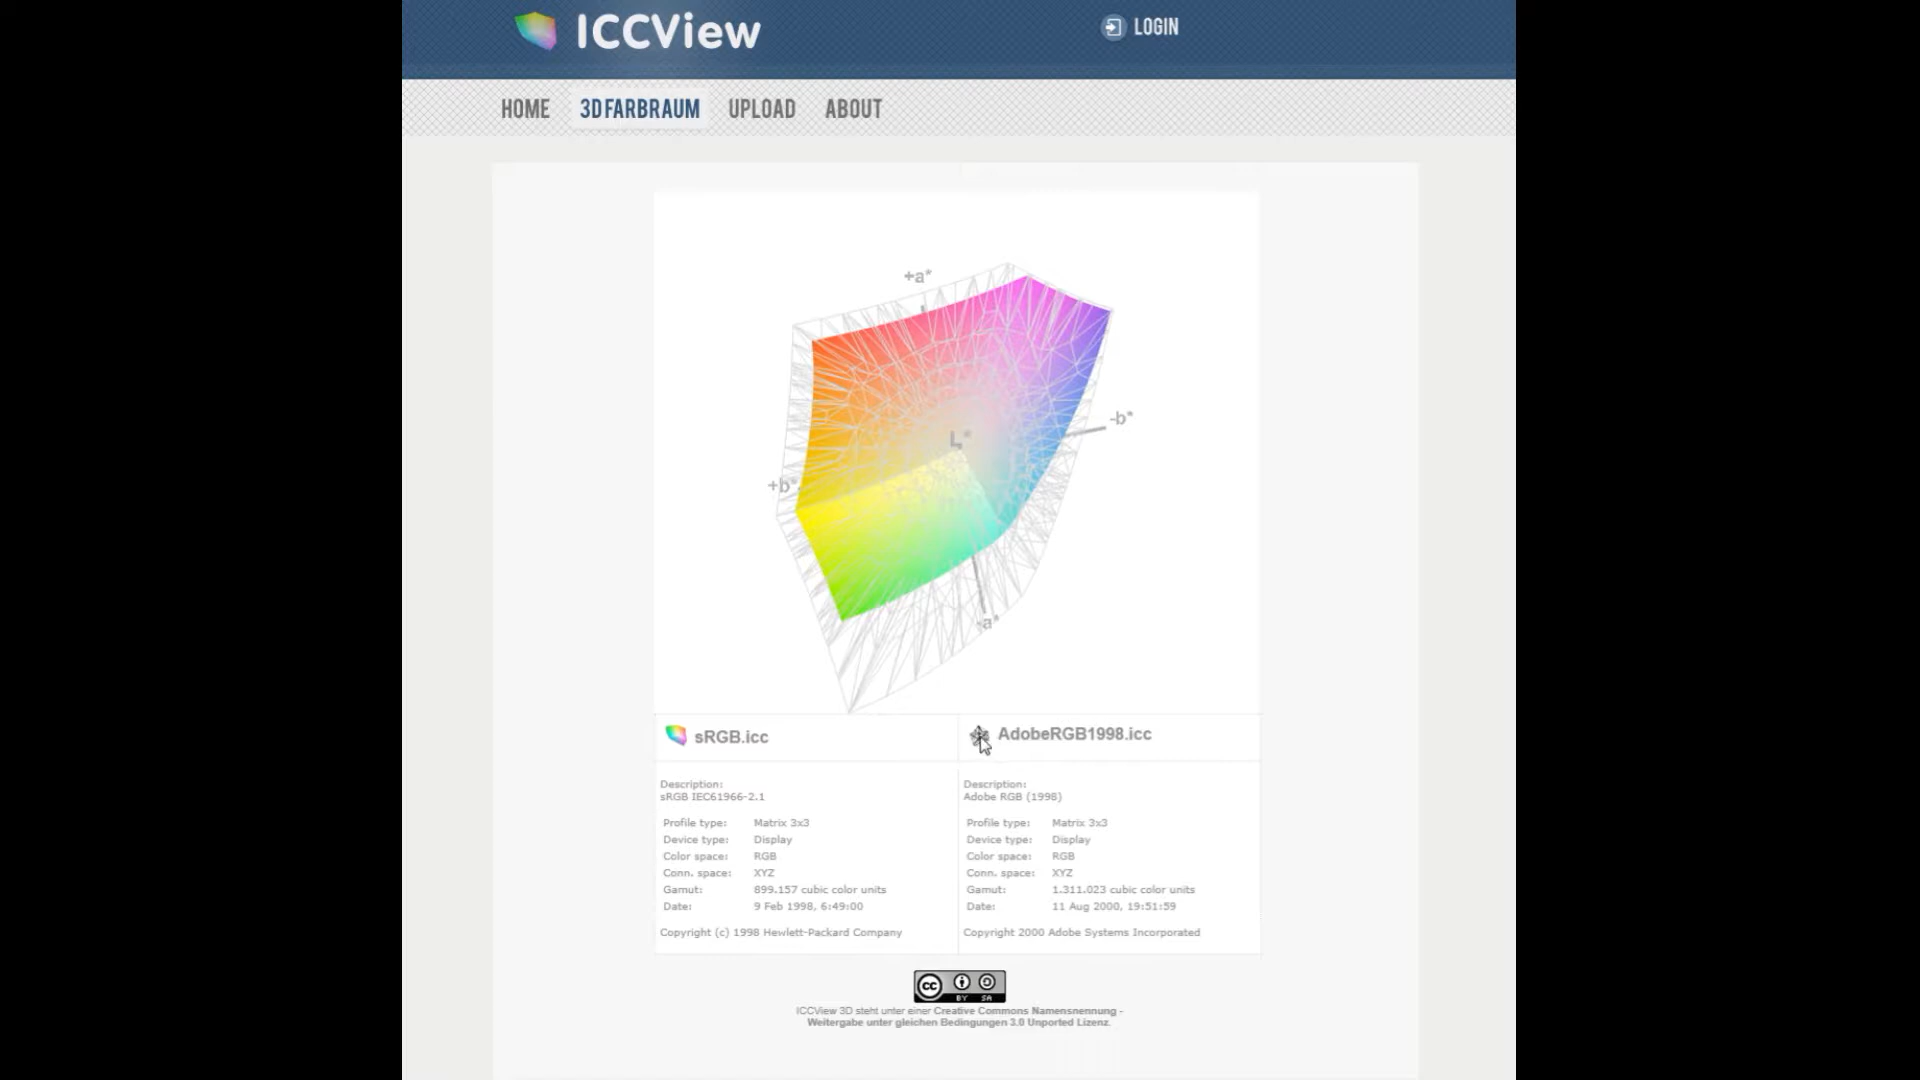 ICCView
LOGIN
HOME 3D FARBRAUM UPLOAD ABOUT
+a*
-b*
L*
+b*
-a*
sRGB.icc
AdobeRGB1998.icc
Description:
sRGB IEC61966-2.1
Profile type: Matrix 3x3
Device type: Display
Color space: RGB
Conn. space: XYZ
Gamut: 899.157 cubic color units
Date: 9 Feb 1998, 6:49:00
Copyright (c) 1998 Hewlett-Packard Company
Description:
Adobe RGB (1998)
Profile type: Matrix 3x3
Device type: Display
Color space: RGB
Conn. space: XYZ
Gamut: 1.311.023 cubic color units
Date: 11 Aug 2000, 19:51:59
Copyright 2000 Adobe Systems Incorporated
cc
BY SA
ICCView 3D steht unter einer Creative Commons Namensnennung -
Weitergabe unter gleichen Bedingungen 3.0 Unported Lizenz.